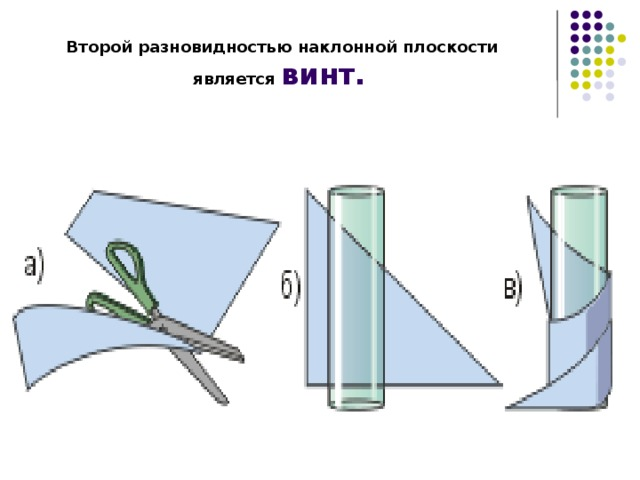 Второй разновидностью наклонной плоскости
является винт.
а)
б)
в)